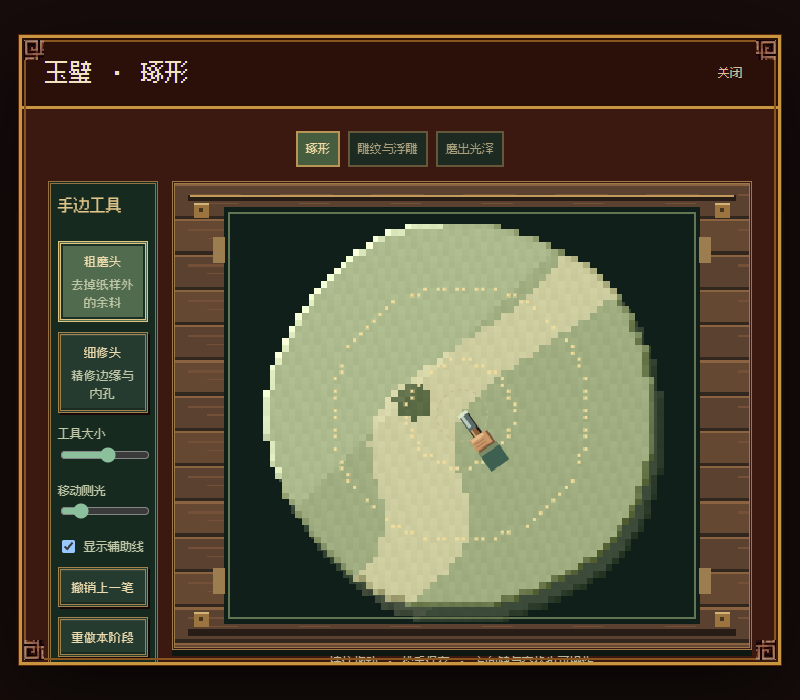 玉璧 · 琢形
关闭
琢形
雕纹与浮雕
磨出光泽
手边工具
粗磨头
去掉纸样外
的余料
细修头
精修边缘与
内孔
工具大小
移动侧光
显示辅助线
撤销上一笔
重做本阶段